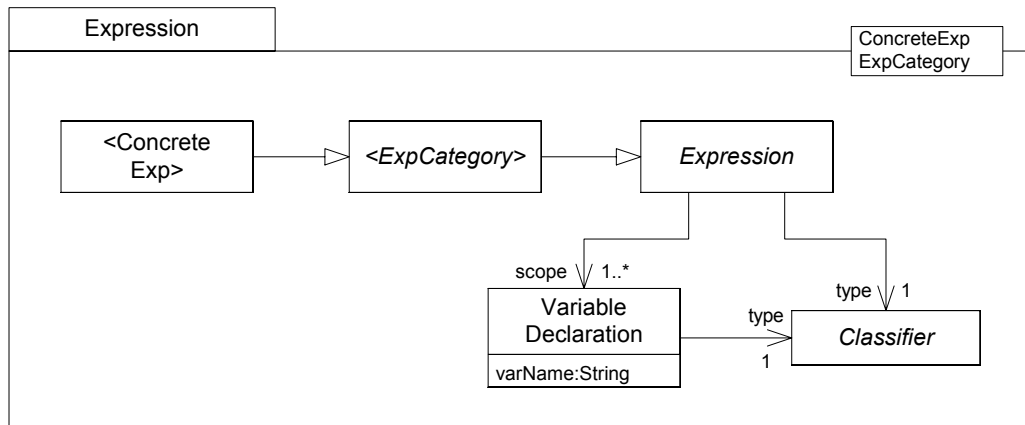 Expression
ConcreteExp
ExpCategory
<Concrete
Exp>
<ExpCategory>
Expression
scope
1..*
type
1
Variable
Declaration
varName:String
type
1
Classifier